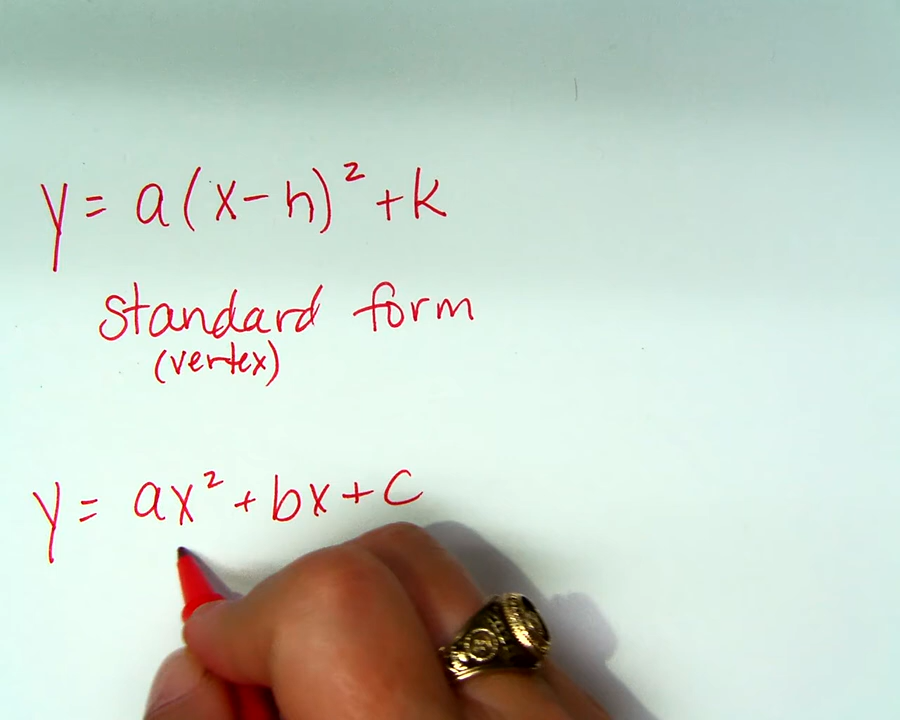 y = a(x-h)² + k
standard form
(vertex)
y = ax² + bx + c